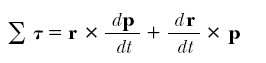 ∑ τ = r × dp/dt + dr/dt × p